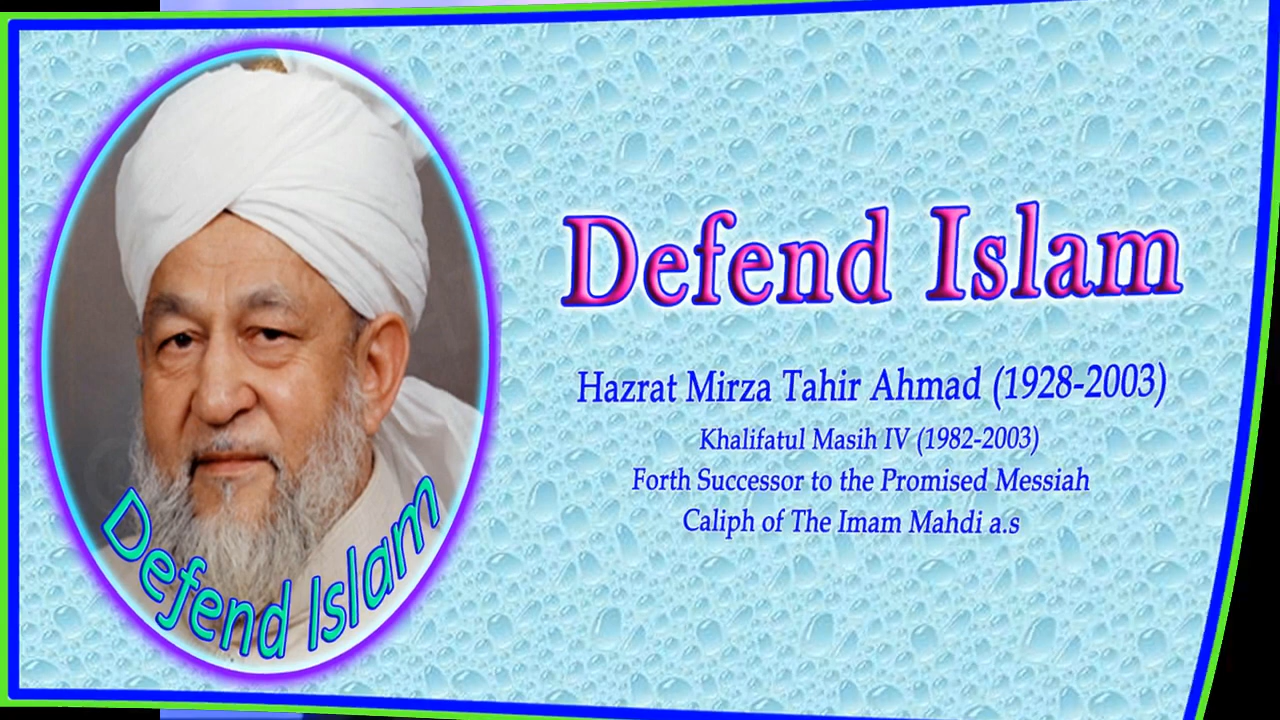 Defend Islam
Defend Islam
Hazrat Mirza Tahir Ahmad (1928-2003)
Khalifatul Masih IV (1982-2003)
Forth Successor to the Promised Messiah
Caliph of The Imam Mahdi a.s